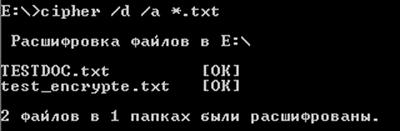 E:\>cipher /d /a *.txt
Расшифровка файлов в E:\
TESTDOC.txt [OK]
test_encrypte.txt [OK]
2 файлов в 1 папках были расшифрованы.